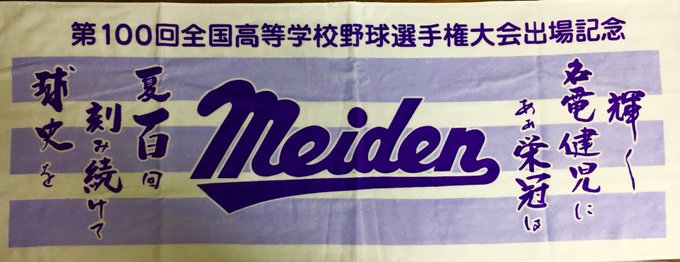 第100回全国高等学校野球選手権大会出場記念
輝く
名電健児に
ああ栄冠は
Meiden
夏百回
刻み続けて
球史を